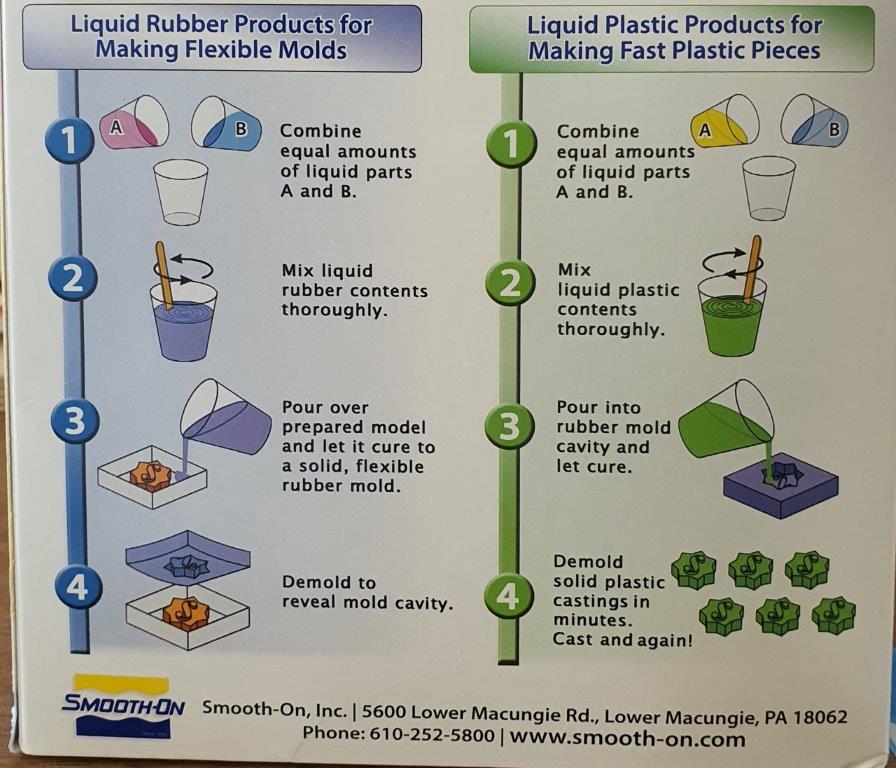 Liquid Rubber Products for
Making Flexible Molds
1
A
B
Combine
equal amounts
of liquid parts
A and B.
2
Mix liquid
rubber contents
thoroughly.
3
Pour over
prepared model
and let it cure to
a solid, flexible
rubber mold.
4
Demold to
reveal mold cavity.
Liquid Plastic Products for
Making Fast Plastic Pieces
1
Combine
equal amounts
of liquid parts
A and B.
A
B
2
Mix
liquid plastic
contents
thoroughly.
3
Pour into
rubber mold
cavity and
let cure.
4
Demold
solid plastic
castings in
minutes.
Cast and again!
SMOOTH-ON
Smooth-On, Inc. | 5600 Lower Macungie Rd., Lower Macungie, PA 18062
Phone: 610-252-5800 | www.smooth-on.com